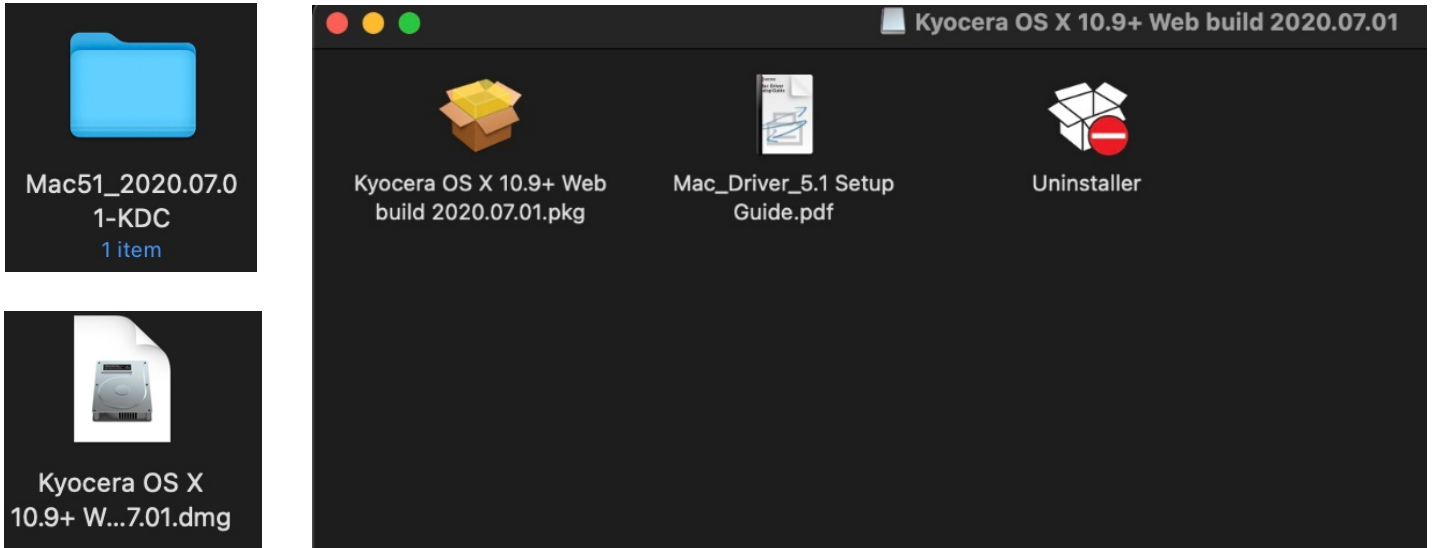 Mac51_2020.07.0
1-KDC
1 item
Kyocera OS X
10.9+ W...7.01.dmg
Kyocera OS X 10.9+ Web build 2020.07.01
Kyocera OS X 10.9+ Web
build 2020.07.01.pkg
Mac_Driver_5.1 Setup
Guide.pdf
Uninstaller